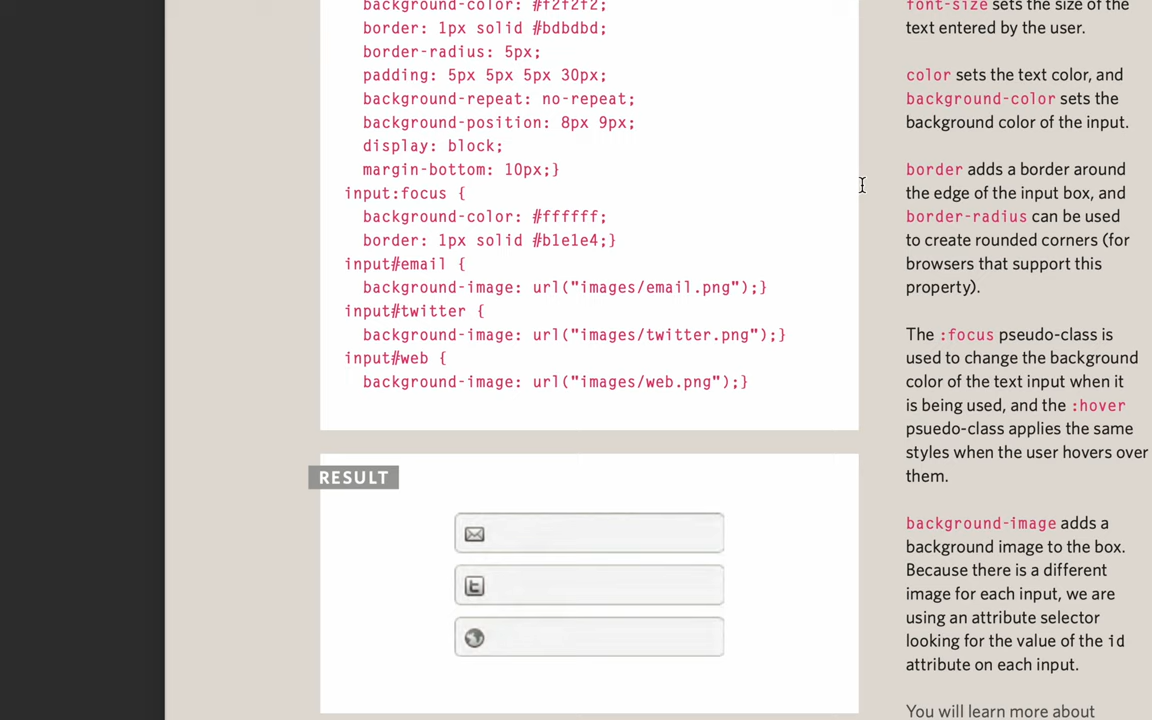 background-color: #f2f2f2;
border: 1px solid #bdbdbd;
border-radius: 5px;
padding: 5px 5px 5px 30px;
background-repeat: no-repeat;
background-position: 8px 9px;
display: block;
margin-bottom: 10px;}
input:focus {
background-color: #ffffff;
border: 1px solid #b1e1e4;}
input#email {
background-image: url("images/email.png");}
input#twitter {
background-image: url("images/twitter.png");}
input#web {
background-image: url("images/web.png");}
RESULT
font-size sets the size of the
text entered by the user.
color sets the text color, and
background-color sets the
background color of the input.
border adds a border around
the edge of the input box, and
border-radius can be used
to create rounded corners (for
browsers that support this
property).
The :focus pseudo-class is
used to change the background
color of the text input when it
is being used, and the :hover
psuedo-class applies the same
styles when the user hovers over
them.
background-image adds a
background image to the box.
Because there is a different
image for each input, we are
using an attribute selector
looking for the value of the id
attribute on each input.
You will learn more about